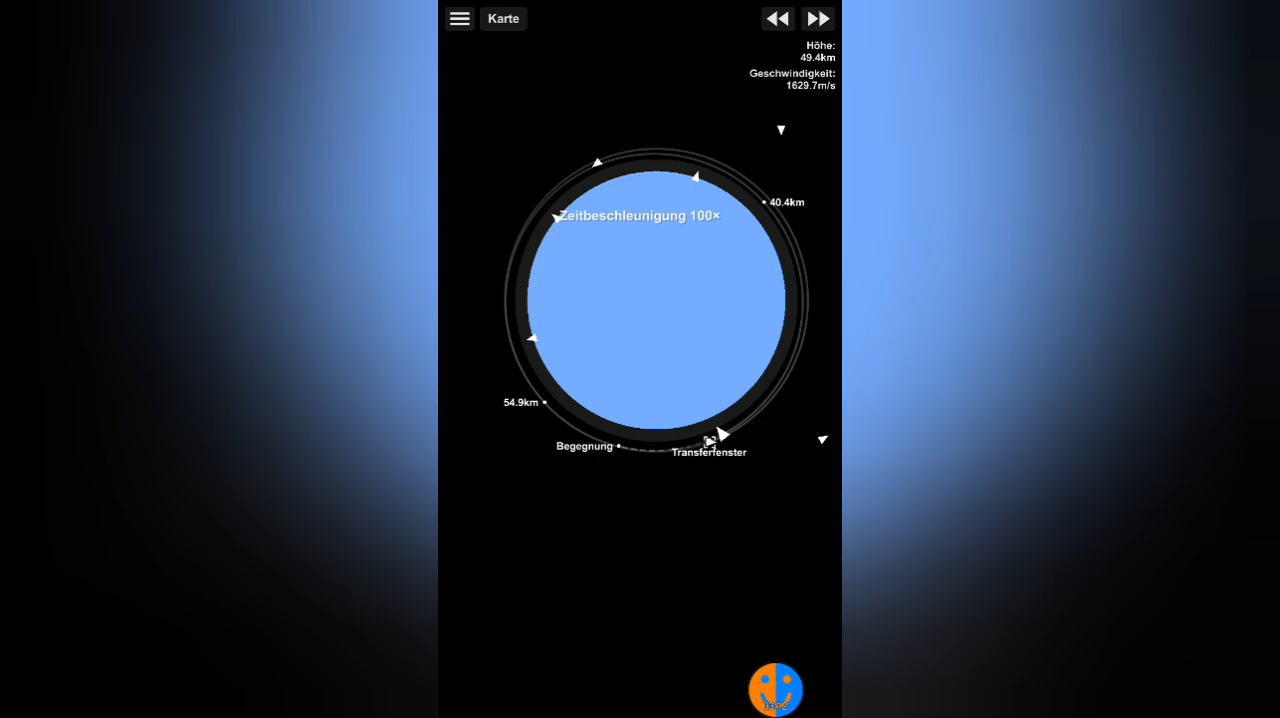 Karte
Höhe:
49.4km
Geschwindigkeit:
1629.7m/s
40.4km
Zeitbeschleunigung 100×
54.9km
Begegnung
Transferfenster